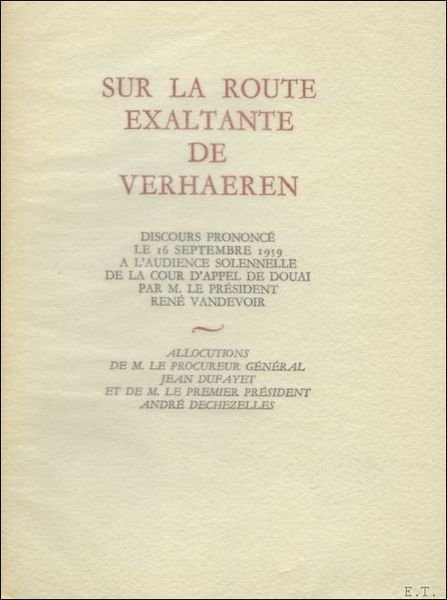 SUR LA ROUTE
EXALTANTE
DE
VERHAEREN
DISCOURS PRONONCÉ
LE 16 SEPTEMBRE 1959
A L'AUDIENCE SOLENNELLE
DE LA COUR D'APPEL DE DOUAI
PAR M. LE PRÉSIDENT
RENÉ VANDEVOIR
ALLOCUTIONS
DE M. LE PROCUREUR GÉNÉRAL
JEAN DUFAYET
ET DE M. LE PREMIER PRÉSIDENT
ANDRÉ DECHEZELLES
E.T.